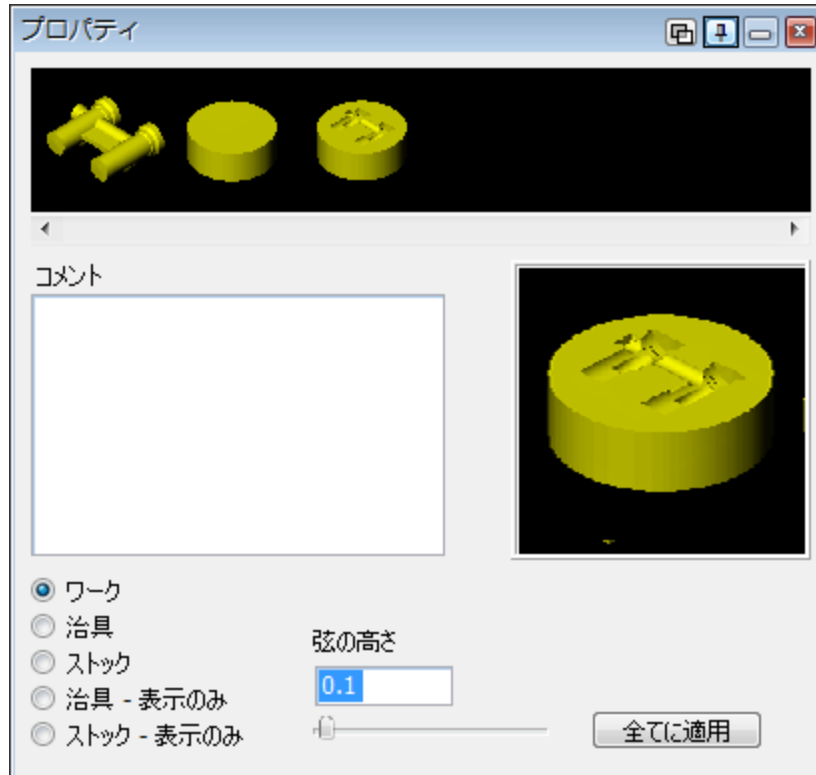 プロパティ
コメント
ワーク
治具
ストック
治具 - 表示のみ
ストック - 表示のみ
弦の高さ
0.1
全てに適用